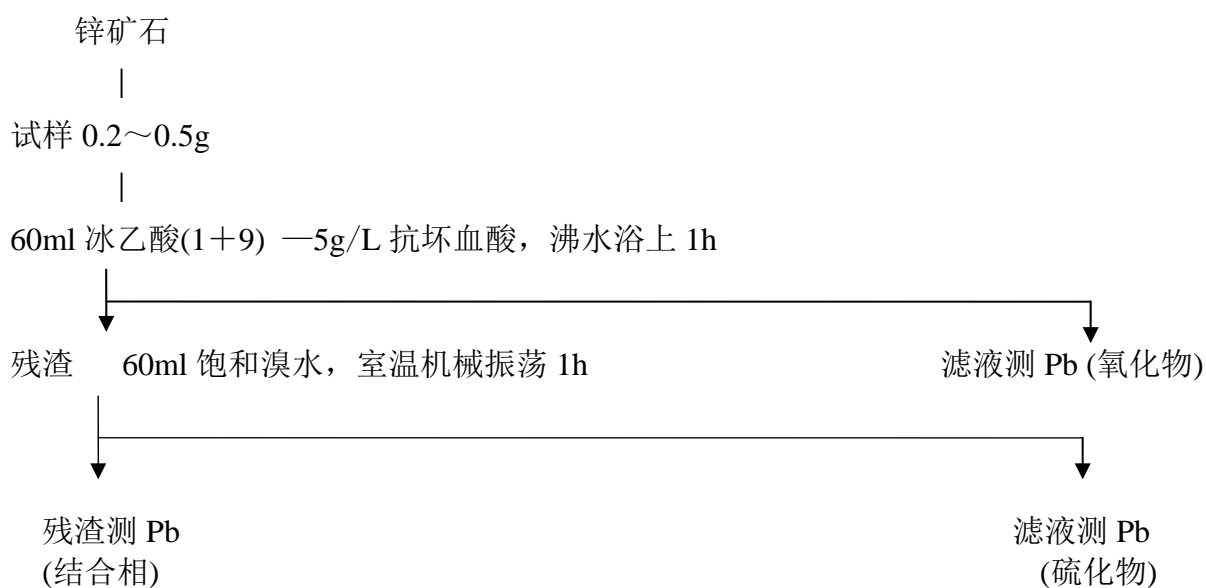 锌矿石
试样 0.2～0.5g
60ml 冰乙酸(1＋9) —5g/L 抗坏血酸，沸水浴上 1h
残渣 60ml 饱和溴水，室温机械振荡 1h 滤液测 Pb (氧化物)
残渣测 Pb 滤液测 Pb
(结合相) (硫化物)